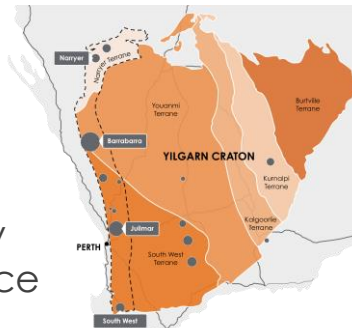 Narryer
Narryer Terrane
Youanmi
Terrane
Burtville
Terrane
Barrabarra
YILGARN CRATON
Kurnalpi
Terrane
Kalgoorlie
Terrane
Julimar
PERTH
South West
Terrane
South West
y
ce